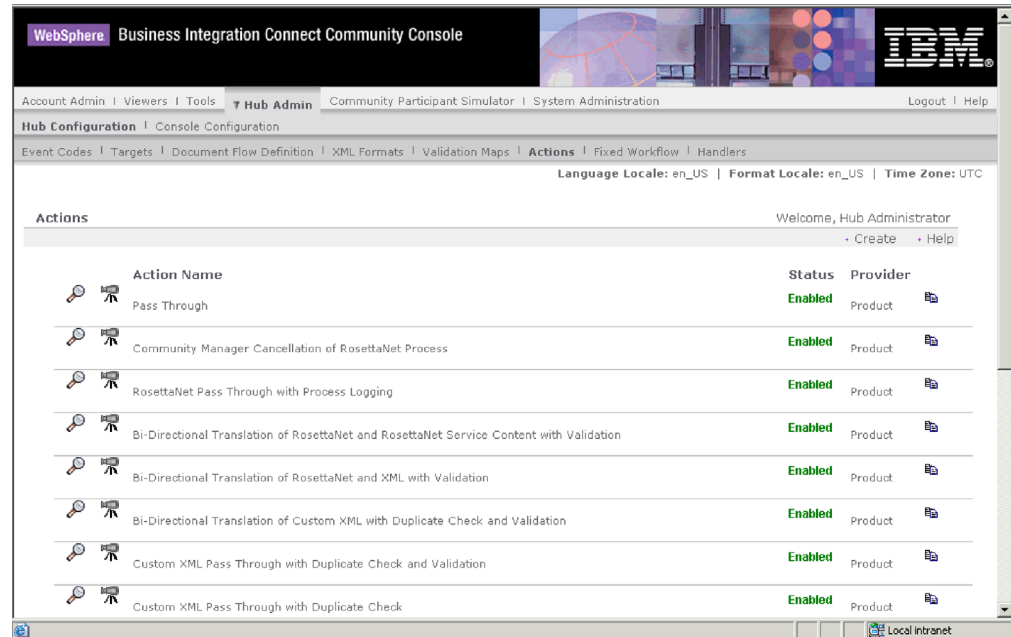 WebSphere. Business Integration Connect Community Console
IBM®
Account Admin | Viewers | Tools Hub Admin Community Participant Simulator | System Administration Logout | Help
Hub Configuration | Console Configuration
Event Codes | Targets | Document Flow Definition | XML Formats | Validation Maps | Actions | Fixed Workflow | Handlers
Language Locale: en_US | Format Locale: en_US | Time Zone: UTC
Actions Welcome, Hub Administrator
Create Help
Action Name Status Provider
Pass Through Enabled Product
Community Manager Cancellation of RosettaNet Process Enabled Product
RosettaNet Pass Through with Process Logging Enabled Product
Bi-Directional Translation of RosettaNet and RosettaNet Service Content with Validation Enabled Product
Bi-Directional Translation of RosettaNet and XML with Validation Enabled Product
Bi-Directional Translation of Custom XML with Duplicate Check and Validation Enabled Product
Custom XML Pass Through with Duplicate Check and Validation Enabled Product
Custom XML Pass Through with Duplicate Check Enabled Product
Local intranet